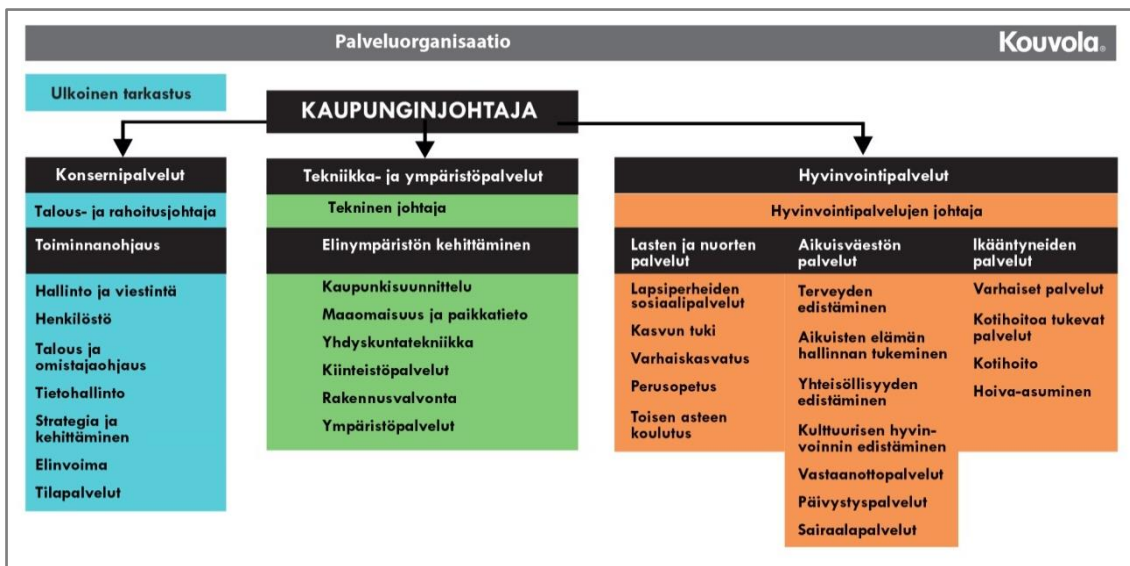 Palveluorganisaatio
Kouvola®
Ulkoinen tarkastus
KAUPUNGINJOHTAJA
Konsernipalvelut
Talous- ja rahoitusjohtaja
Toiminnanohjaus
Hallinto ja viestintä
Henkilöstö
Talous ja
omistajaohjaus
Tietohallinto
Strategia ja
kehittäminen
Elinvoima
Tilapalvelut
Tekniikka- ja ympäristöpalvelut
Tekninen johtaja
Elinympäristön kehittäminen
Kaupunkisuunnittelu
Maaomaisuus ja paikkatieto
Yhdyskuntatekniikka
Kiinteistöpalvelut
Rakennusvalvonta
Ympäristöpalvelut
Hyvinvointipalvelut
Hyvinvointipalvelujen johtaja
Lasten ja nuorten
palvelut
Lapsiperheiden
sosiaalipalvelut
Kasvun tuki
Varhaiskasvatus
Perusopetus
Toisen asteen
koulutus
Aikuisväestön
palvelut
Terveyden
edistäminen
Aikuisten elämän
hallinnan tukeminen
Yhteisöllisyyden
edistäminen
Kulttuurisen hyvin-
voinnin edistäminen
Vastaanottopalvelut
Päivystyspalvelut
Sairaalapalvelut
Ikääntyneiden
palvelut
Varhaiset palvelut
Kotihoitoa tukevat
palvelut
Kotihoito
Hoiva-asuminen